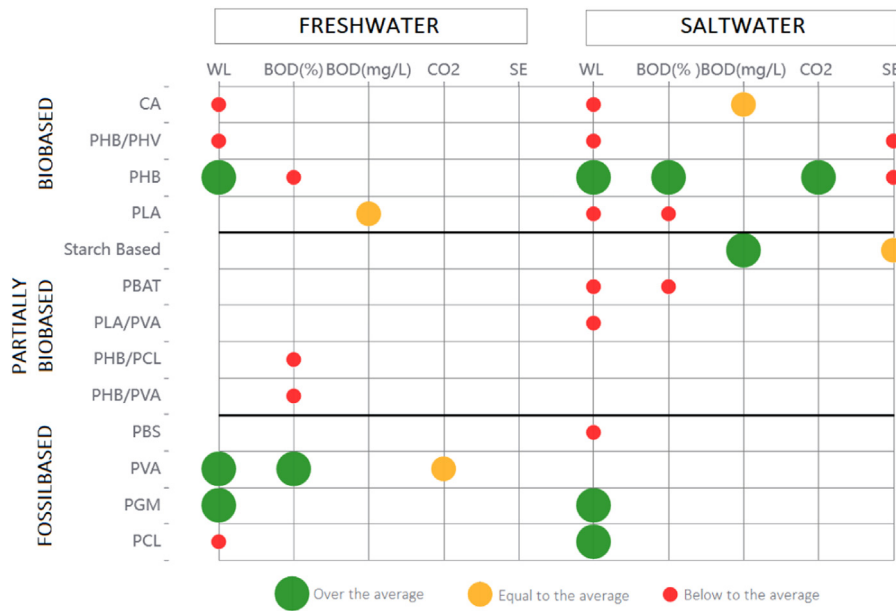 FRESHWATER
SALTWATER
WL BOD(%) BOD(mg/L) CO2 SE WL BOD(% ) BOD(mg/L) CO2 SE
BIOBASED
CA
PHB/PHV
PHB
PLA
PARTIALLY
BIOBASED
Starch Based
PBAT
PLA/PVA
PHB/PCL
PHB/PVA
FOSSILBASED
PBS
PVA
PGM
PCL
Over the average Equal to the average Below to the average